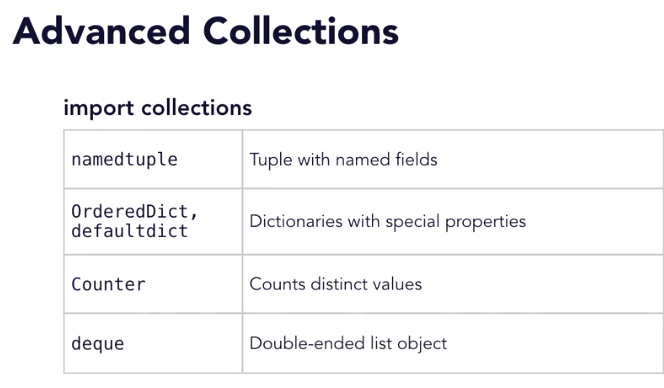 Advanced Collections
import collections
namedtuple
Tuple with named fields
OrderedDict,
defaultdict
Dictionaries with special properties
Counter
Counts distinct values
deque
Double-ended list object